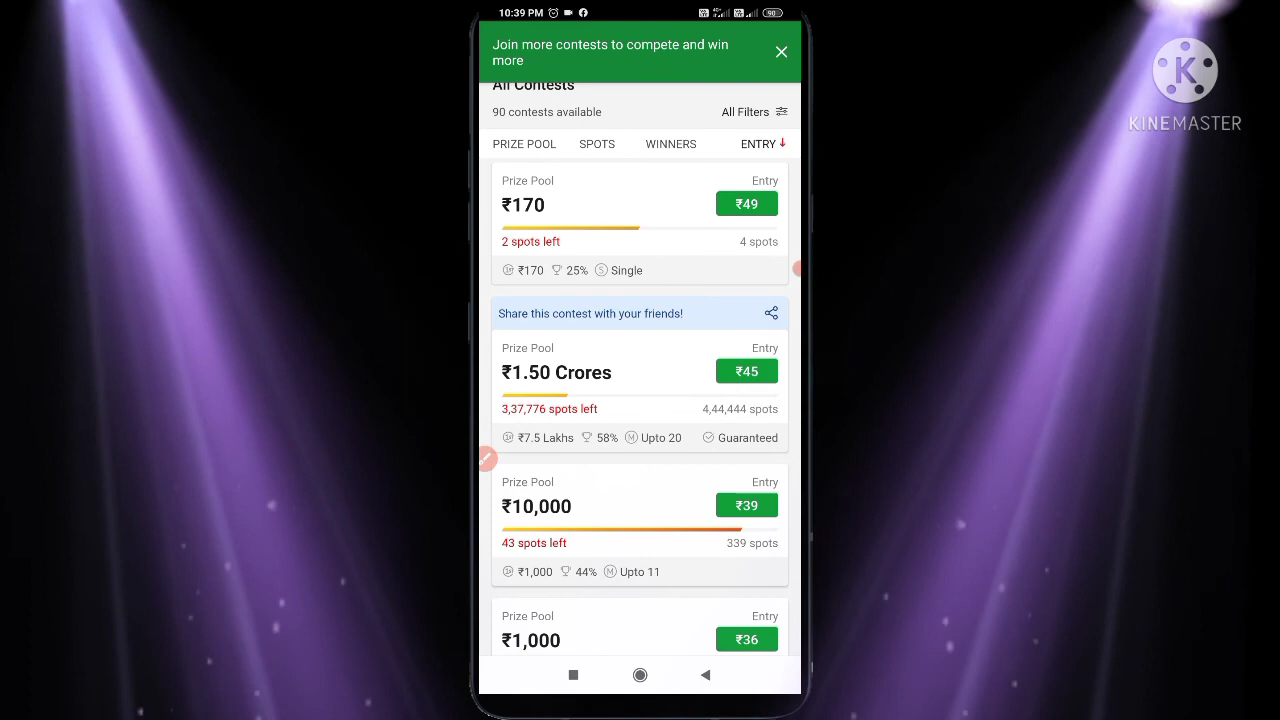 10:39 PM
4G+
90
Join more contests to compete and win
more
All Contests
90 contests available
All Filters
PRIZE POOL SPOTS WINNERS ENTRY
Prize Pool Entry
₹170 ₹49
2 spots left 4 spots
₹170 25% S Single
Share this contest with your friends!
Prize Pool Entry
₹1.50 Crores ₹45
3,37,776 spots left 4,44,444 spots
₹7.5 Lakhs 58% M Upto 20 Guaranteed
Prize Pool Entry
₹10,000 ₹39
43 spots left 339 spots
₹1,000 44% M Upto 11
Prize Pool Entry
₹1,000 ₹36
K
KINEMASTER